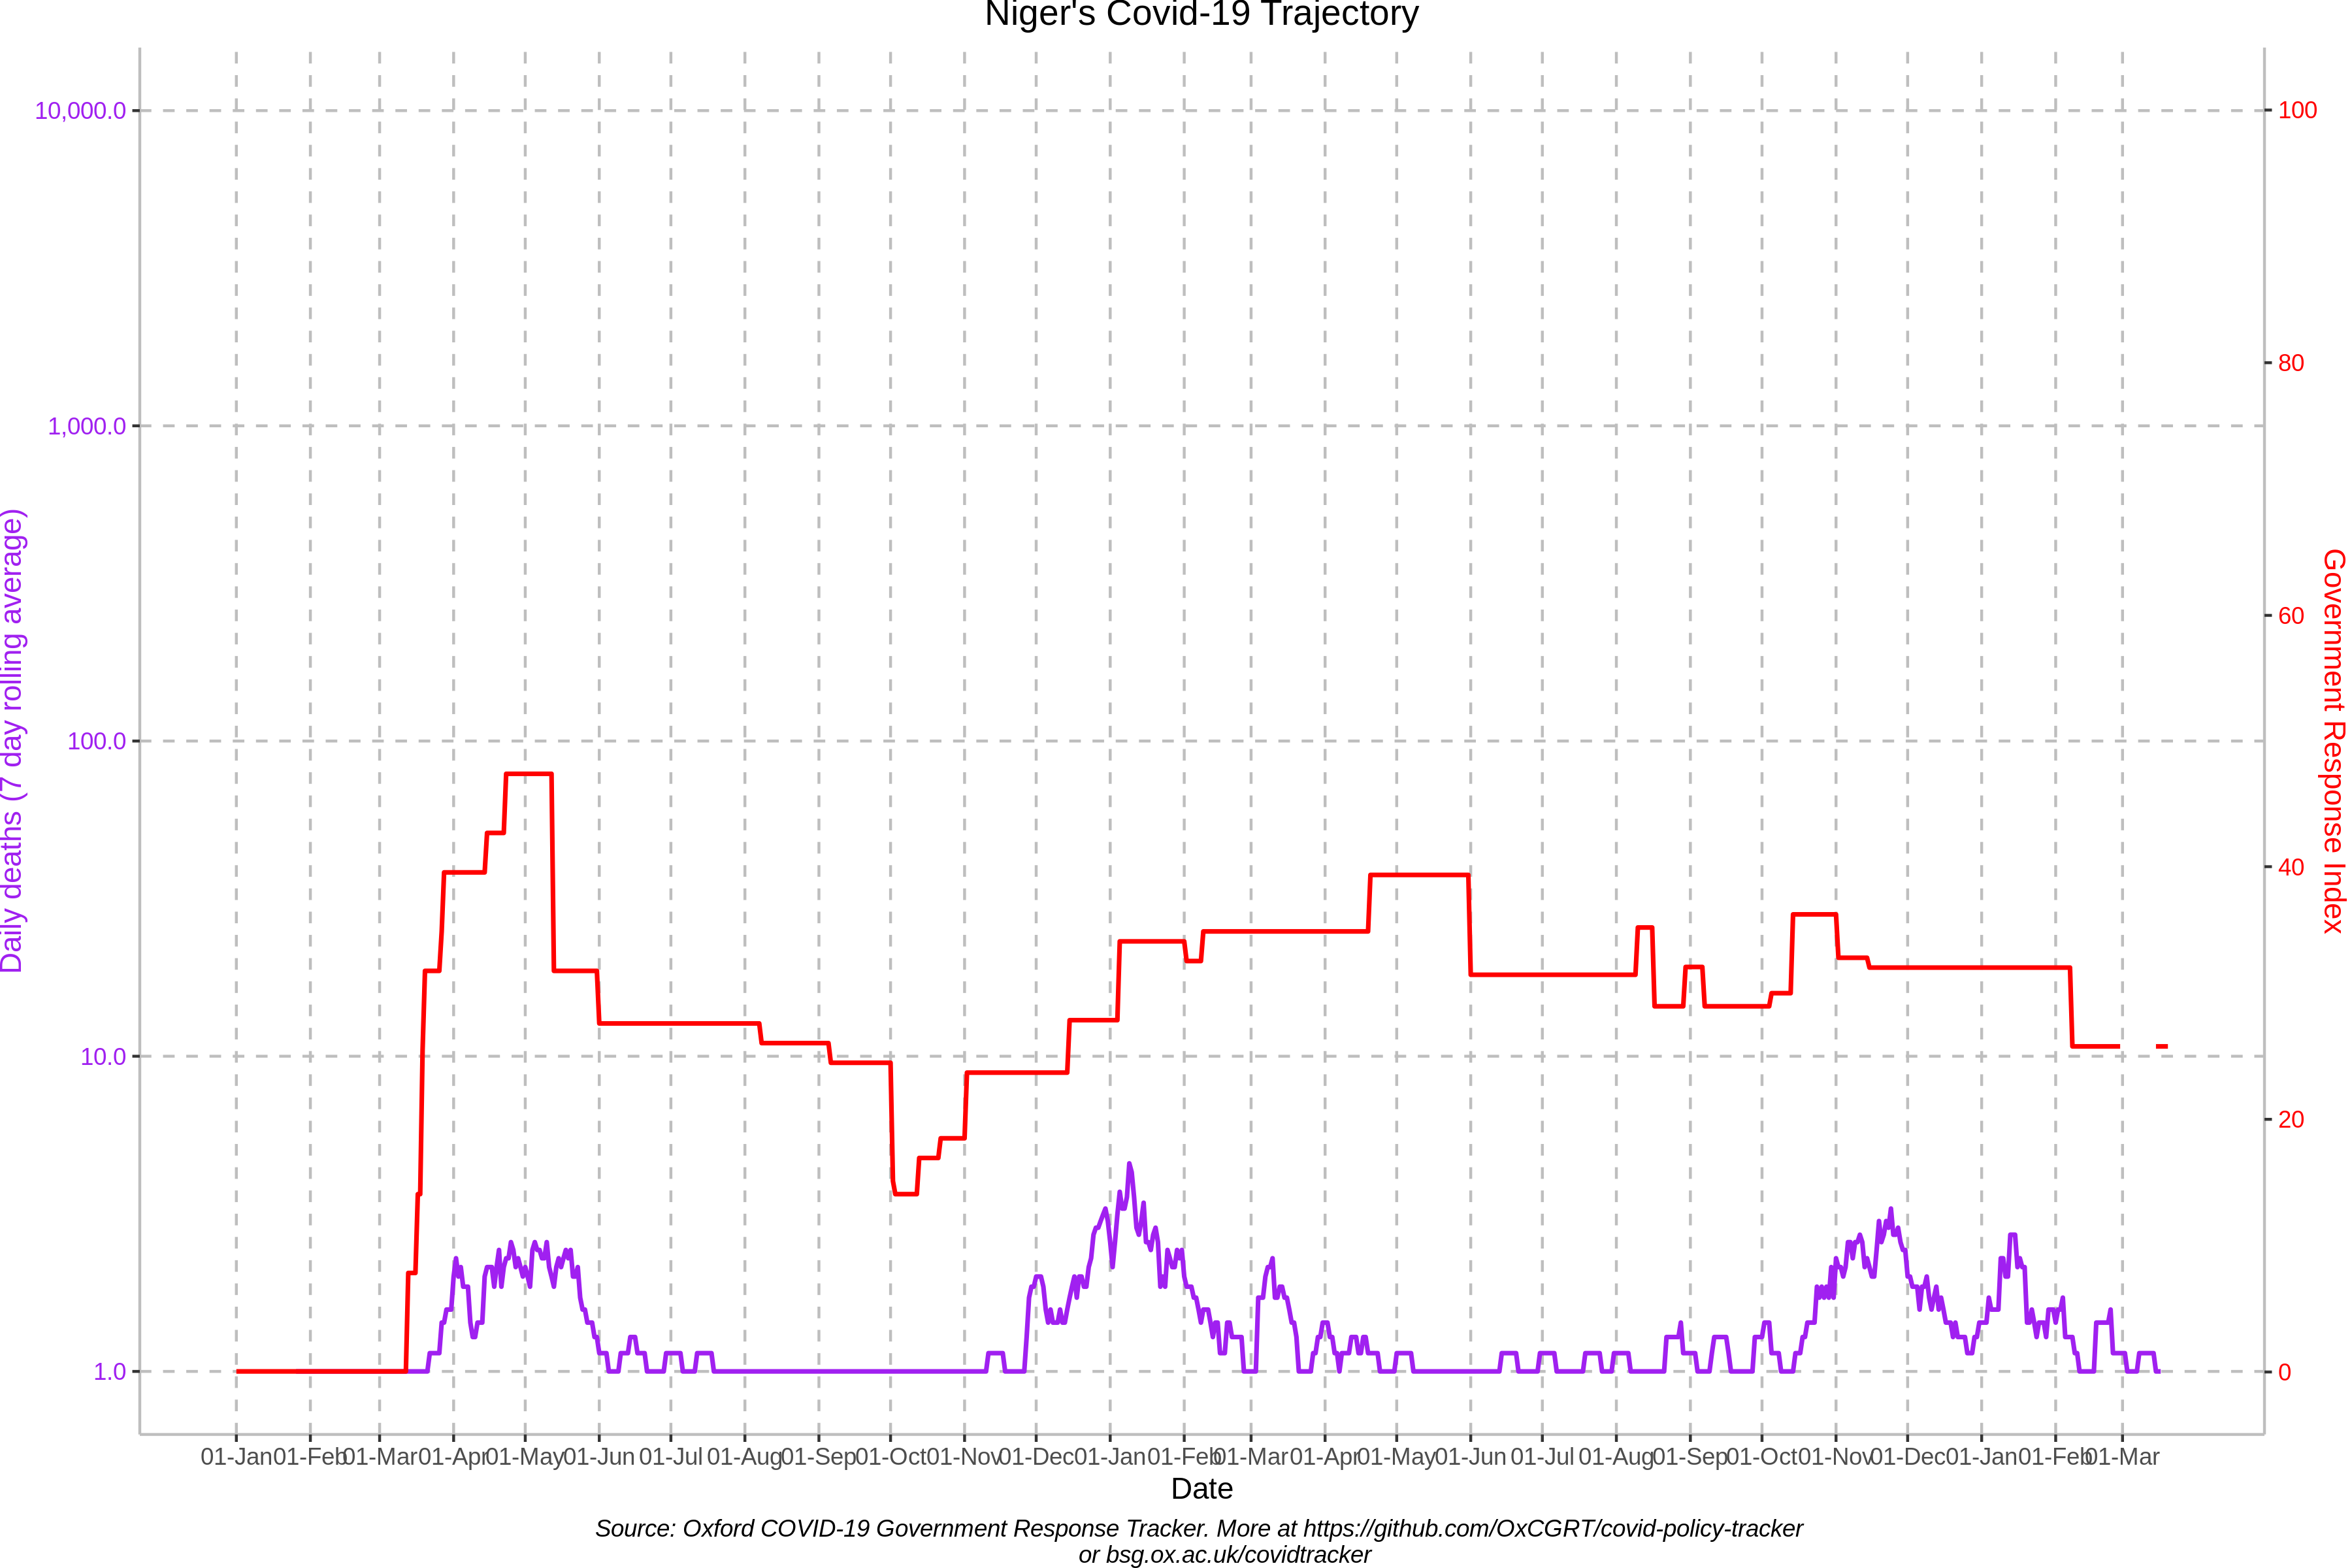 Niger's Covid-19 Trajectory
10,000.0
1,000.0
100.0
10.0
1.0
Daily deaths (7 day rolling average)
100
80
60
40
20
0
Government Response Index
01-Jan 01-Feb 01-Mar 01-Apr 01-May 01-Jun 01-Jul 01-Aug 01-Sep 01-Oct 01-Nov 01-Dec 01-Jan 01-Feb 01-Mar 01-Apr 01-May 01-Jun 01-Jul 01-Aug 01-Sep 01-Oct 01-Nov 01-Dec 01-Jan 01-Feb 01-Mar
Date
Source: Oxford COVID-19 Government Response Tracker. More at https://github.com/OxCGRT/covid-policy-tracker
or bsg.ox.ac.uk/covidtracker